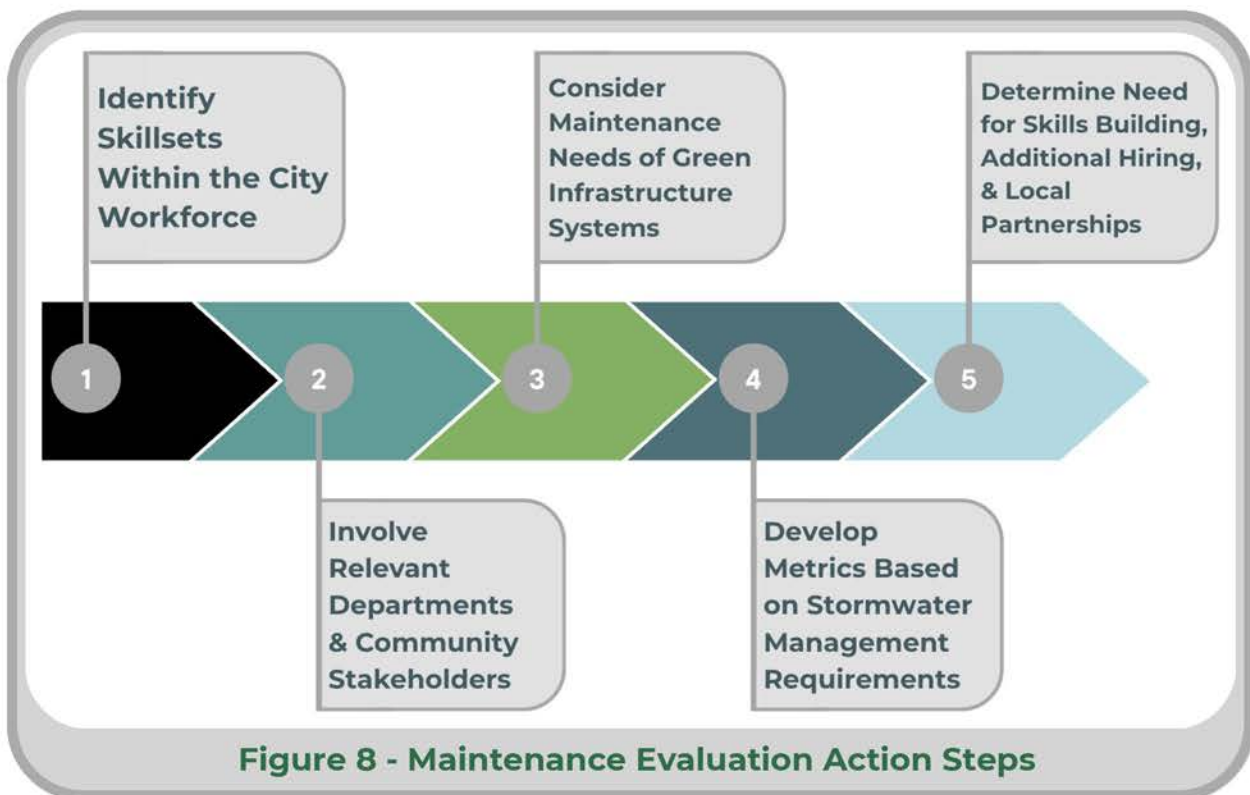 1
Identify
Skillsets
Within the City
Workforce
2
Involve
Relevant
Departments
& Community
Stakeholders
3
Consider
Maintenance
Needs of Green
Infrastructure
Systems
4
Develop
Metrics Based
on Stormwater
Management
Requirements
5
Determine Need
for Skills Building,
Additional Hiring,
& Local
Partnerships
Figure 8 - Maintenance Evaluation Action Steps